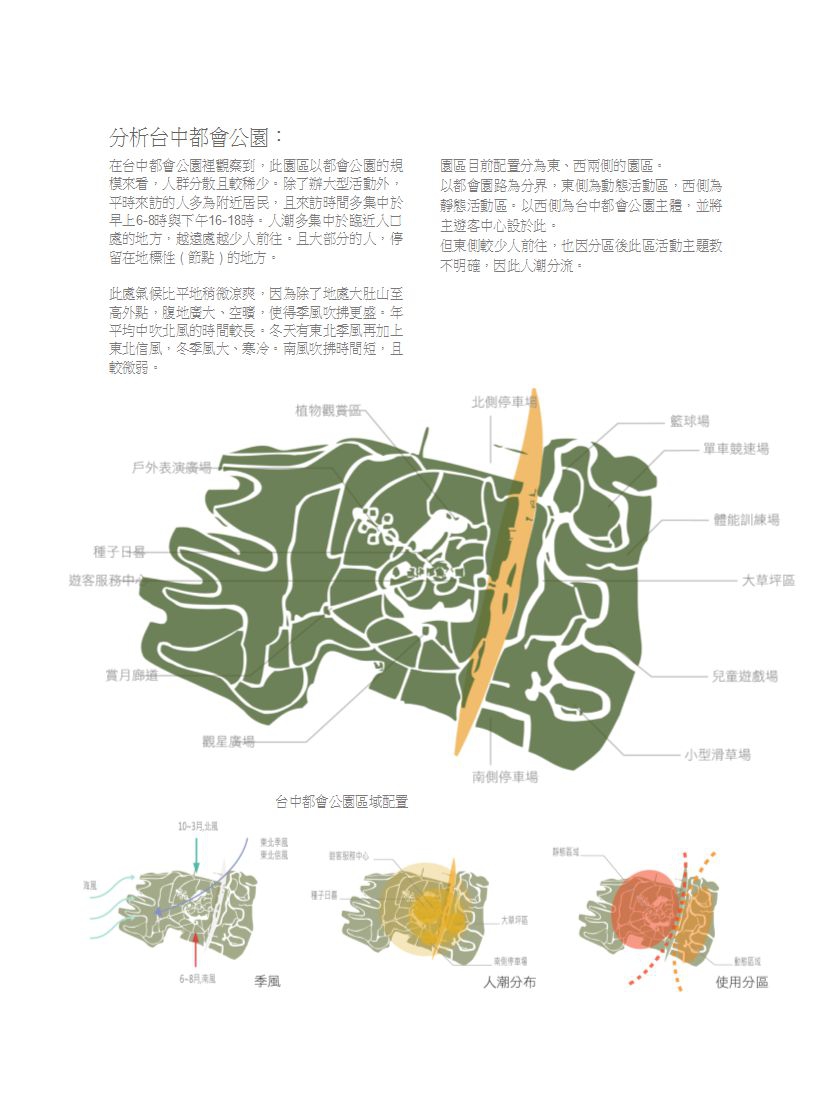 分析台中都會公園：
在台中都會公園裡觀察到，此園區以都會公園的規
模來看，人群分散且較稀少。除了辦大型活動外，
平時來訪的人多為附近居民，且來訪時間多集中於
早上6-8時與下午16-18時。人潮多集中於臨近入口
處的地方，越遠處越少人前往。且大部分的人，停
留在地標性（節點）的地方。
此處氣候比平地稍微涼爽，因為除了地處大肚山至
高外點，腹地廣大、空曠，使得季風吹拂更盛。年
平均中吹北風的時間較長。冬天有東北季風再加上
東北信風，冬季風大、寒冷。南風吹拂時間短，且
較微弱。
園區目前配置分為東、西兩側的園區。
以都會園路為分界，東側為動態活動區，西側為
靜態活動區。以西側為台中都會公園主體，並將
主遊客中心設於此。
但東側較少人前往，也因分區後此區活動主題較
不明確，因此人潮分流。
北側停車場
植物觀賞區
籃球場
單車競速場
戶外表演廣場
體能訓練場
種子日晷
遊客服務中心
大草坪區
賞月廊道
兒童遊戲場
觀星廣場
小型滑草場
南側停車場
台中都會公園區域配置
10~3月,北風
東北季風
東北信風
海風
6~8月,南風
季風
遊客服務中心
種子日晷
大草坪區
南側停車場
人潮分布
靜態區域
動態區域
使用分區